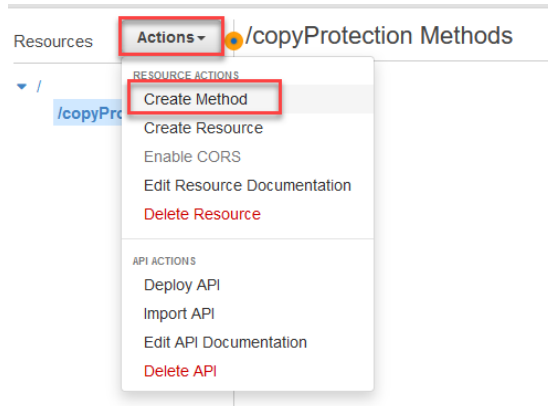 Resources
Actions
/copyProtection Methods
/
/copyPro
RESOURCE ACTIONS
Create Method
Create Resource
Enable CORS
Edit Resource Documentation
Delete Resource
API ACTIONS
Deploy API
Import API
Edit API Documentation
Delete API